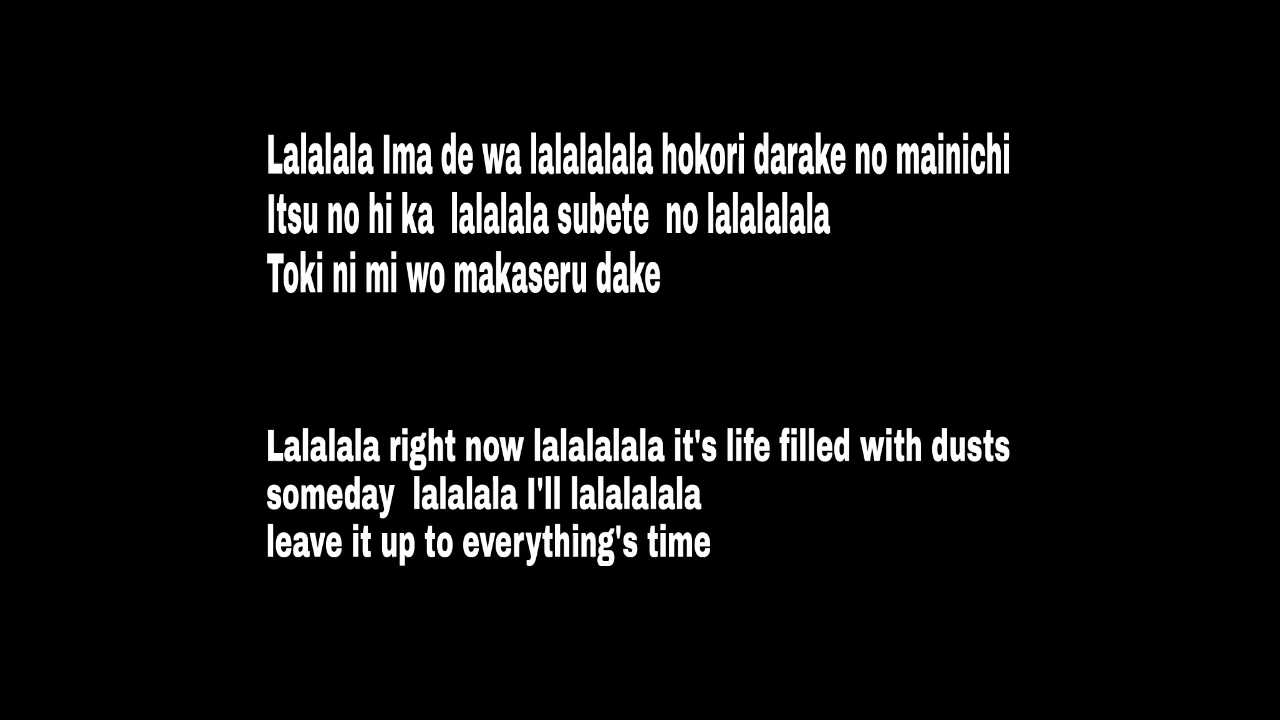 Lalalala Ima de wa lalalalala hokori darake no mainichi
Itsu no hi ka  lalalala subete  no lalalalala
Toki ni mi wo makaseru dake
Lalalala right now lalalalala it's life filled with dusts
someday  lalalala I'll lalalalala
leave it up to everything's time